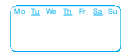 Mo Tu We Th Fr Sa Su